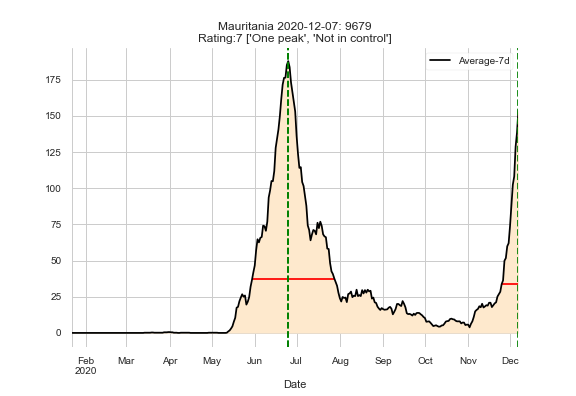 Mauritania 2020-12-07: 9679
Rating:7 ['One peak', 'Not in control']
Average-7d
175
150
125
100
75
50
25
0
Feb Mar Apr May Jun Jul Aug Sep Oct Nov Dec
2020
Date